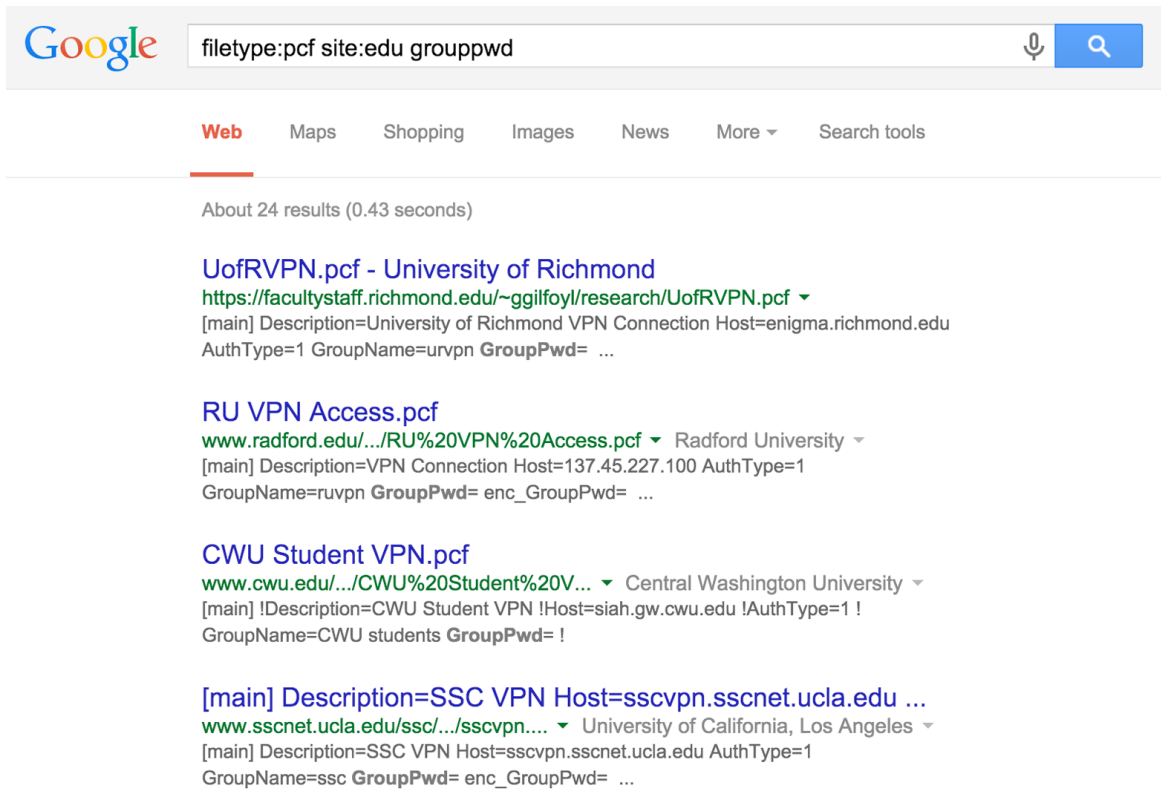 Google
filetype:pcf site:edu grouppwd
Web Maps Shopping Images News More Search tools
About 24 results (0.43 seconds)
UofRVPN.pcf - University of Richmond
https://facultystaff.richmond.edu/~ggilfoyl/research/UofRVPN.pcf
[main] Description=University of Richmond VPN Connection Host=enigma.richmond.edu
AuthType=1 GroupName=urvpn GroupPwd= ...
RU VPN Access.pcf
www.radford.edu/.../RU%20VPN%20Access.pcf Radford University
[main] Description=VPN Connection Host=137.45.227.100 AuthType=1
GroupName=ruvpn GroupPwd= enc_GroupPwd= ...
CWU Student VPN.pcf
www.cwu.edu/.../CWU%20Student%20V... Central Washington University
[main] !Description=CWU Student VPN !Host=siah.gw.cwu.edu !AuthType=1 !
GroupName=CWU students GroupPwd= !
[main] Description=SSC VPN Host=sscvpn.sscnet.ucla.edu ...
www.sscnet.ucla.edu/ssc/.../sscvpn.... University of California, Los Angeles
[main] Description=SSC VPN Host=sscvpn.sscnet.ucla.edu AuthType=1
GroupName=ssc GroupPwd= enc_GroupPwd= ...